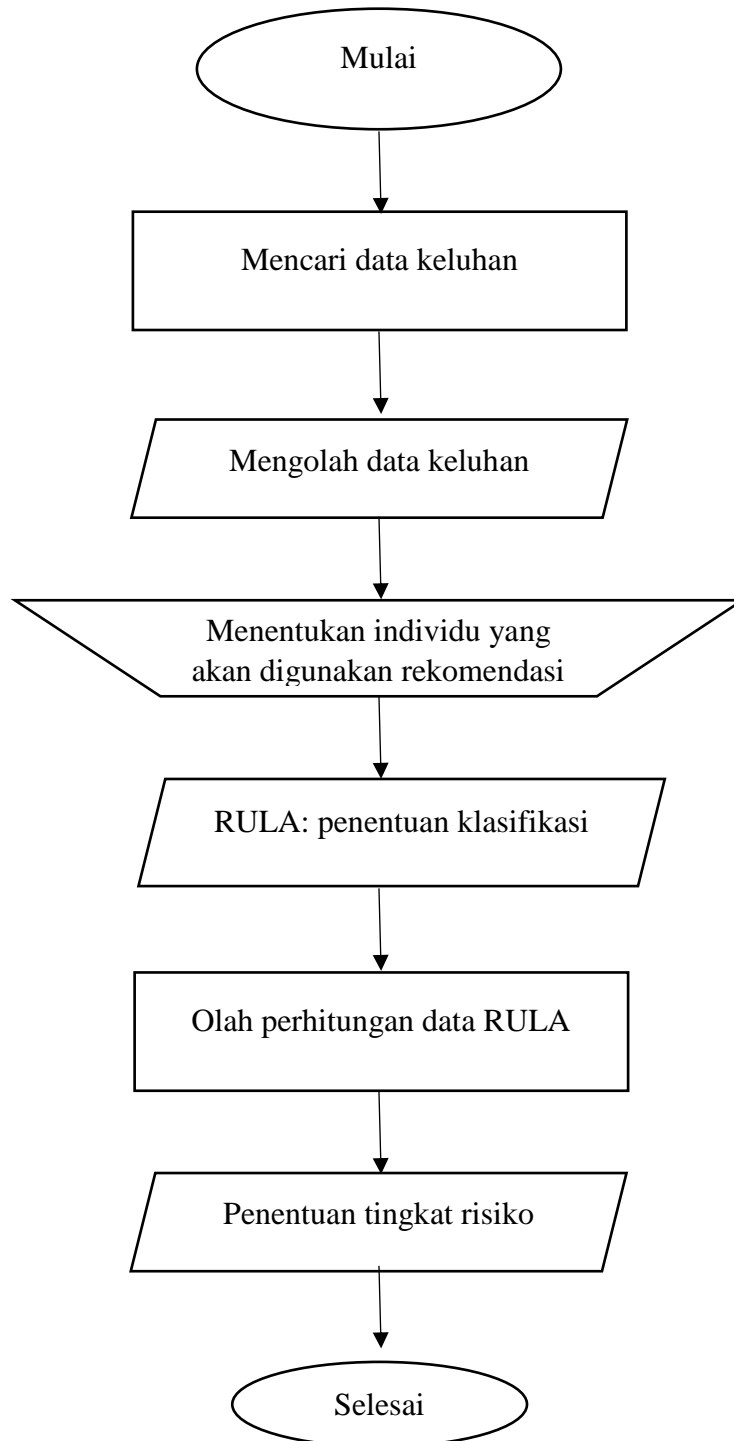 Mulai
Mencari data keluhan
Mengolah data keluhan
Menentukan individu yang
akan digunakan rekomendasi
RULA: penentuan klasifikasi
Olah perhitungan data RULA
Penentuan tingkat risiko
Selesai